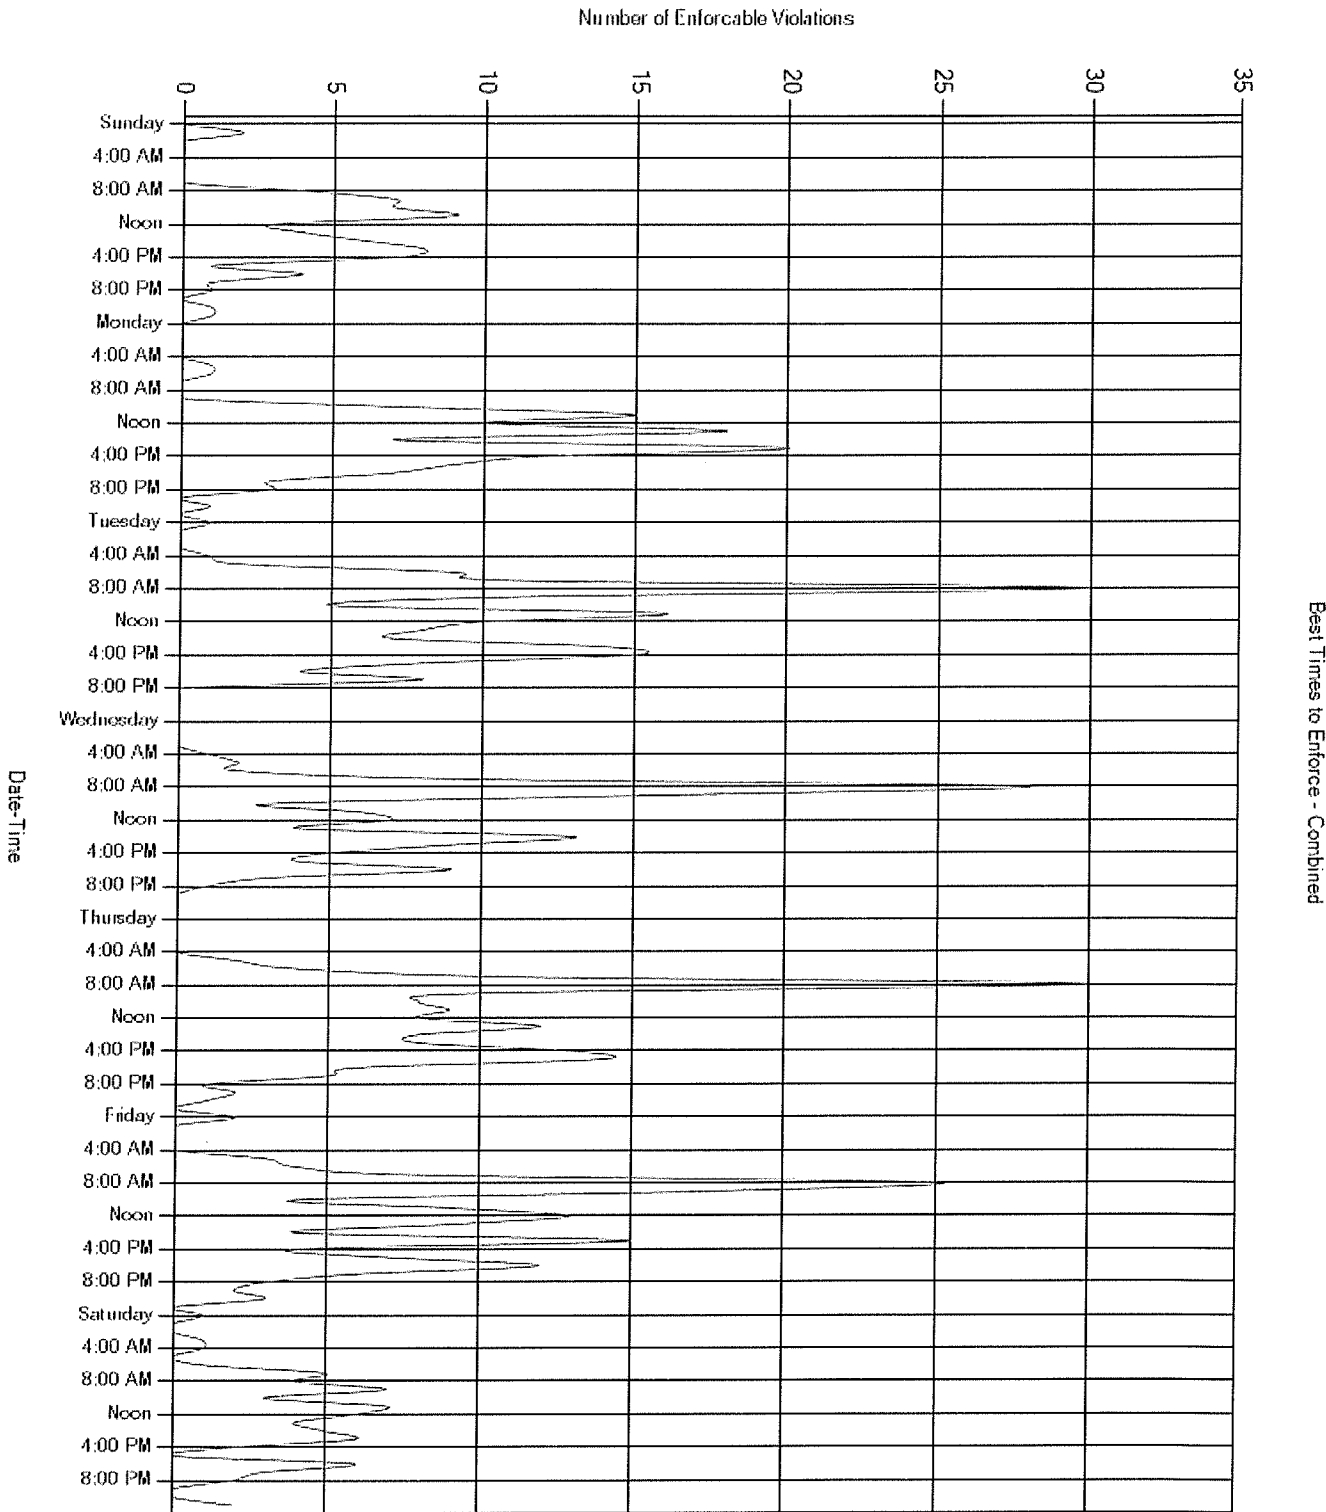 Number of Enforcable Violations
0
5
10
15
20
25
30
35
Sunday
4:00 AM
8:00 AM
Noon
4:00 PM
8:00 PM
Monday
4:00 AM
8:00 AM
Noon
4:00 PM
8:00 PM
Tuesday
4:00 AM
8:00 AM
Noon
4:00 PM
8:00 PM
Wednesday
4:00 AM
8:00 AM
Noon
4:00 PM
8:00 PM
Thursday
4:00 AM
8:00 AM
Noon
4:00 PM
8:00 PM
Friday
4:00 AM
8:00 AM
Noon
4:00 PM
8:00 PM
Saturday
4:00 AM
8:00 AM
Noon
4:00 PM
8:00 PM
Date-Time
Best Times to Enforce - Combined